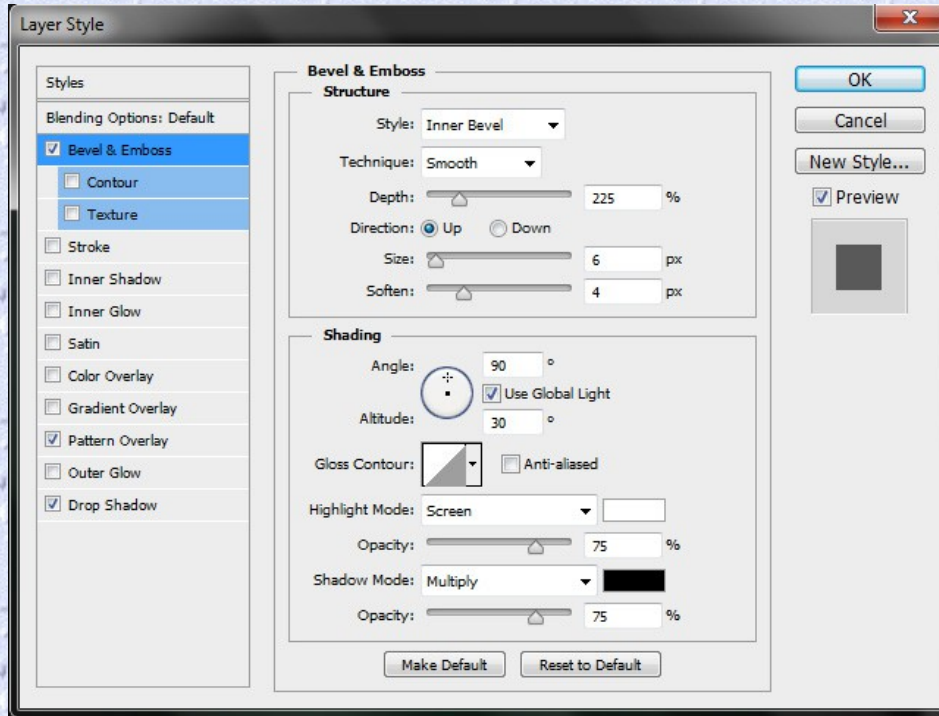 Layer Style
x
Styles
Blending Options: Default
Bevel & Emboss
Contour
Texture
Stroke
Inner Shadow
Inner Glow
Satin
Color Overlay
Gradient Overlay
Pattern Overlay
Outer Glow
Drop Shadow
Bevel & Emboss
Structure
Style: Inner Bevel
Technique: Smooth
Depth: 225 %
Direction: Up Down
Size: 6 px
Soften: 4 px
Shading
Angle: 90 °
Use Global Light
Altitude: 30 °
Gloss Contour: Anti-aliased
Highlight Mode: Screen
Opacity: 75 %
Shadow Mode: Multiply
Opacity: 75 %
Make Default Reset to Default
OK
Cancel
New Style...
Preview